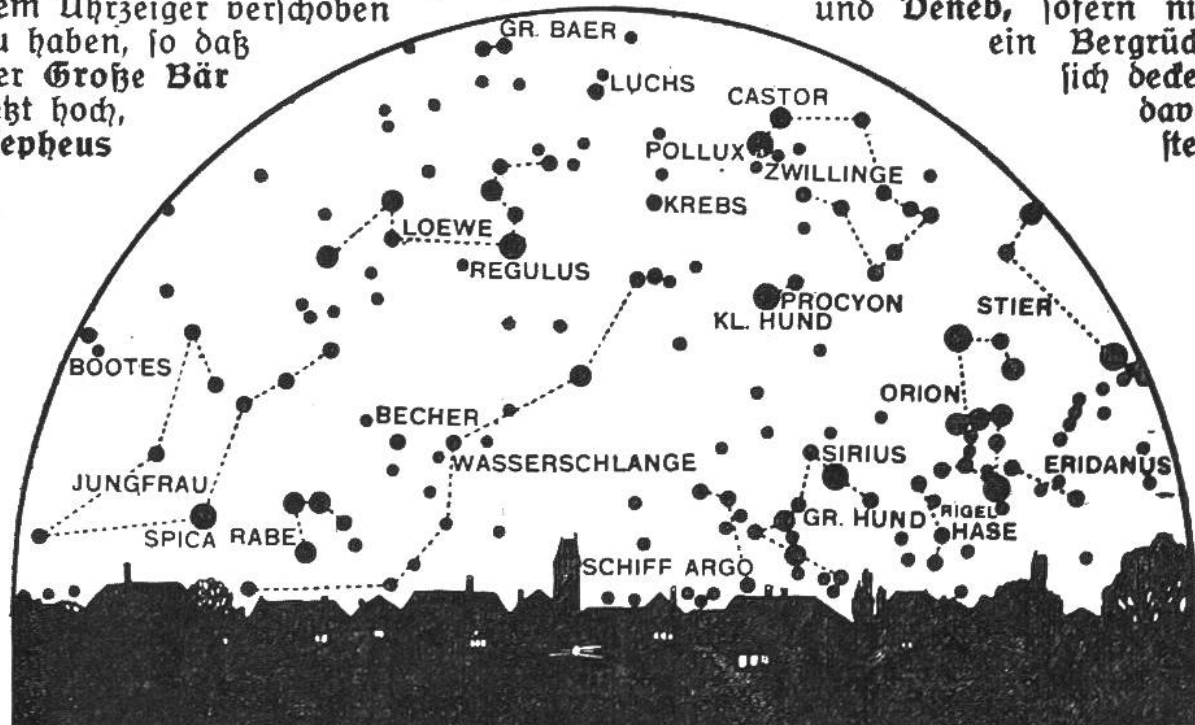 em Uhrzeiger verschoben
u haben, so daß
er Große Bär
tzt hoch,
epheus
und Deneb, sofern ni
ein Bergrück
sich decke
dav
ste
GR. BAER
LUCHS
CASTOR
POLLUX
ZWILLINGE
KREBS
LOEWE
REGULUS
PROCYON
KL. HUND
STIER
BOOTES
ORION
BECHER
SIRIUS
WASSERSCHLANGE
ERIDANUS
JUNGFRAU
RIGEL
GR. HUND
HASE
SPICA
RABE
SCHIFF ARGO